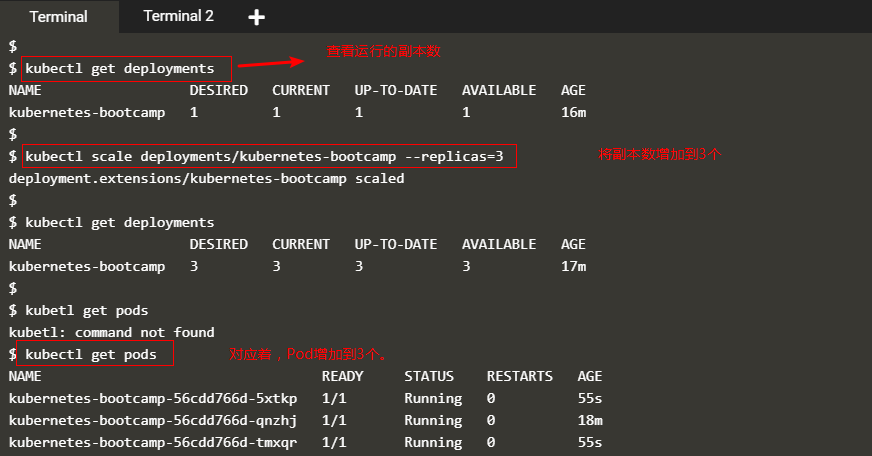 Terminal Terminal 2 +
$
查看运行的副本数
$ kubectl get deployments
NAME DESIRED CURRENT UP-TO-DATE AVAILABLE AGE
kubernetes-bootcamp 1 1 1 1 16m
$
$ kubectl scale deployments/kubernetes-bootcamp --replicas=3 将副本数增加到3个
deployment.extensions/kubernetes-bootcamp scaled
$
$ kubectl get deployments
NAME DESIRED CURRENT UP-TO-DATE AVAILABLE AGE
kubernetes-bootcamp 3 3 3 3 17m
$
$ kubetl get pods
kubetl: command not found
$ kubectl get pods 对应着，Pod增加到3个。
NAME READY STATUS RESTARTS AGE
kubernetes-bootcamp-56cdd766d-5xtkp 1/1 Running 0 55s
kubernetes-bootcamp-56cdd766d-qnzhj 1/1 Running 0 18m
kubernetes-bootcamp-56cdd766d-tmxqr 1/1 Running 0 55s